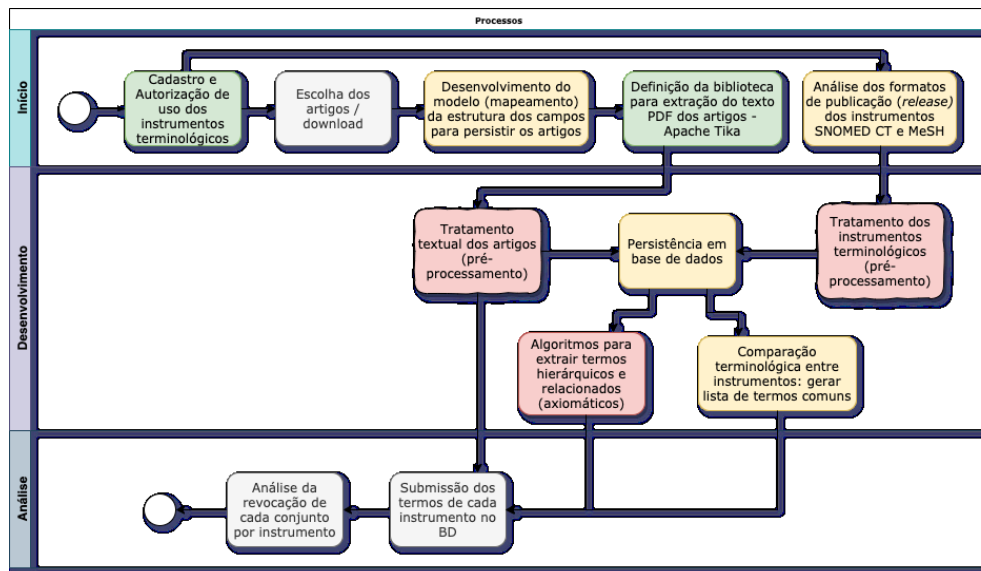 Processos
Início
Cadastro e
Autorização de
uso dos
instrumentos
terminológicos
Escolha dos
artigos /
download
Desenvolvimento do
modelo (mapeamento)
da estrutura dos campos
para persistir os artigos
Definição da biblioteca
para extração do texto
PDF dos artigos -
Apache Tika
Análise dos formatos
de publicação (release)
dos instrumentos
SNOMED CT e MeSH
Desenvolvimento
Tratamento
textual dos artigos
(pré-
processamento)
Persistência em
base de dados
Tratamento dos
instrumentos
terminológicos
(pré-
processamento)
Algoritmos para
extrair termos
hierárquicos e
relacionados
(axiomáticos)
Comparação
terminológica entre
instrumentos: gerar
lista de termos comuns
Análise
Análise da
revocação de
cada conjunto
por instrumento
Submissão dos
termos de cada
instrumento no
BD